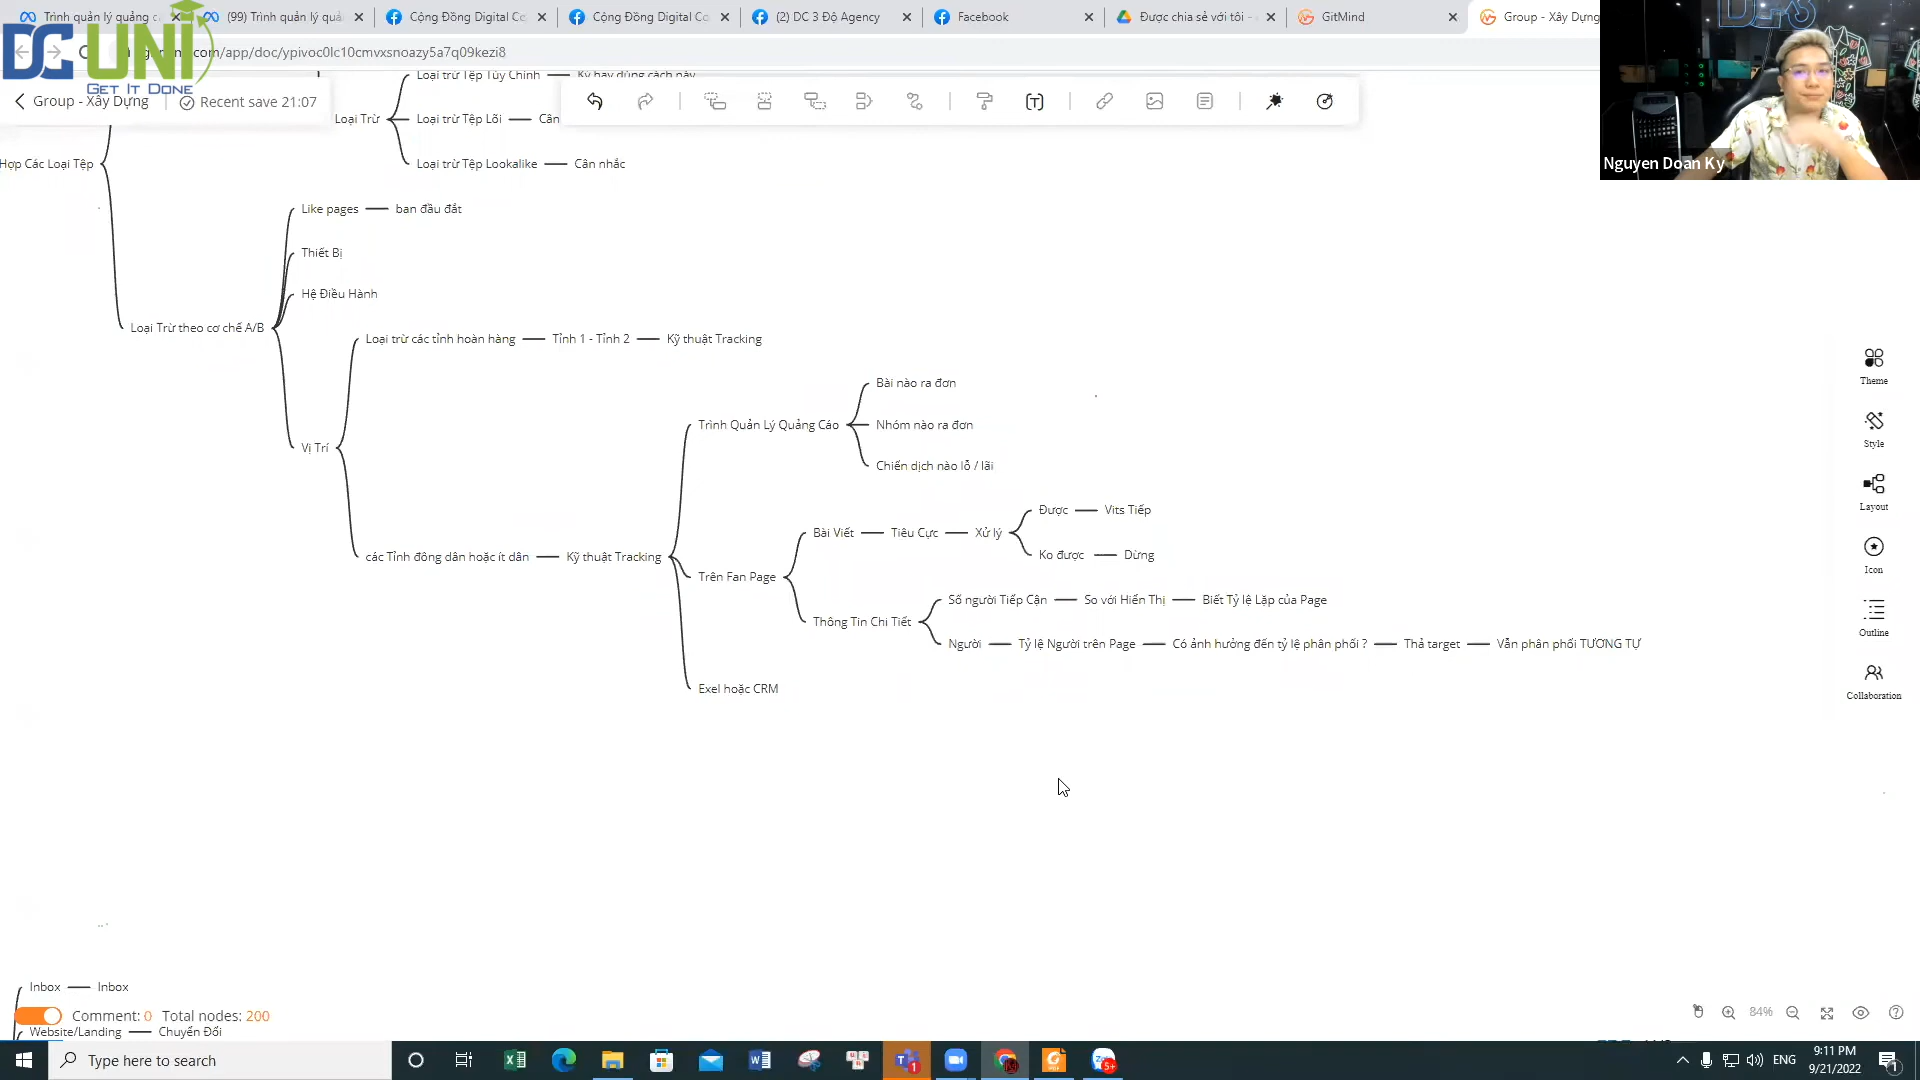 Trình quản lý quảng c
(99) Trình quản lý quả
Cộng Đồng Digital Co
Cộng Đồng Digital Co
(2) DC 3 Độ Agency
Facebook
Được chia sẻ với tôi -
GitMind
Group - Xây Dựng
.com/app/doc/ypivoc0lc10cmvxsnoazy5a7q09kezi8
DC UNI
GET IT DONE
Group - Xây Dựng
Recent save 21:07
Nguyen Doan Ky
Loại trừ Tệp Tùy Chỉnh
Kỳ hay dùng cách này
Loại Trừ
Loại trừ Tệp Lõi
Cân
Hợp Các Loại Tệp
Loại trừ Tệp Lookalike
Cân nhắc
Like pages
ban đầu đắt
Thiết Bị
Hệ Điều Hành
Loại Trừ theo cơ chế A/B
Loại trừ các tỉnh hoàn hàng
Tỉnh 1 - Tỉnh 2
Kỹ thuật Tracking
Bài nào ra đơn
Trình Quản Lý Quảng Cáo
Nhóm nào ra đơn
Vị Trí
Chiến dịch nào lỗ / lãi
Được
Vits Tiếp
Bài Viết
Tiêu Cực
Xử lý
Ko được
Dừng
các Tỉnh đông dân hoặc ít dân
Kỹ thuật Tracking
Trên Fan Page
Số người Tiếp Cận
So với Hiển Thị
Biết Tỷ lệ Lặp của Page
Thông Tin Chi Tiết
Người
Tỷ lệ Người trên Page
Có ảnh hưởng đến tỷ lệ phân phối ?
Thả target
Vẫn phân phối TƯƠNG TỰ
Exel hoặc CRM
Theme
Style
Layout
Icon
Outline
Collaboration
Inbox
Inbox
Comment: 0 Total nodes: 200
Website/Landing
Chuyển Đổi
84%
Type here to search
ENG
9:11 PM
9/21/2022